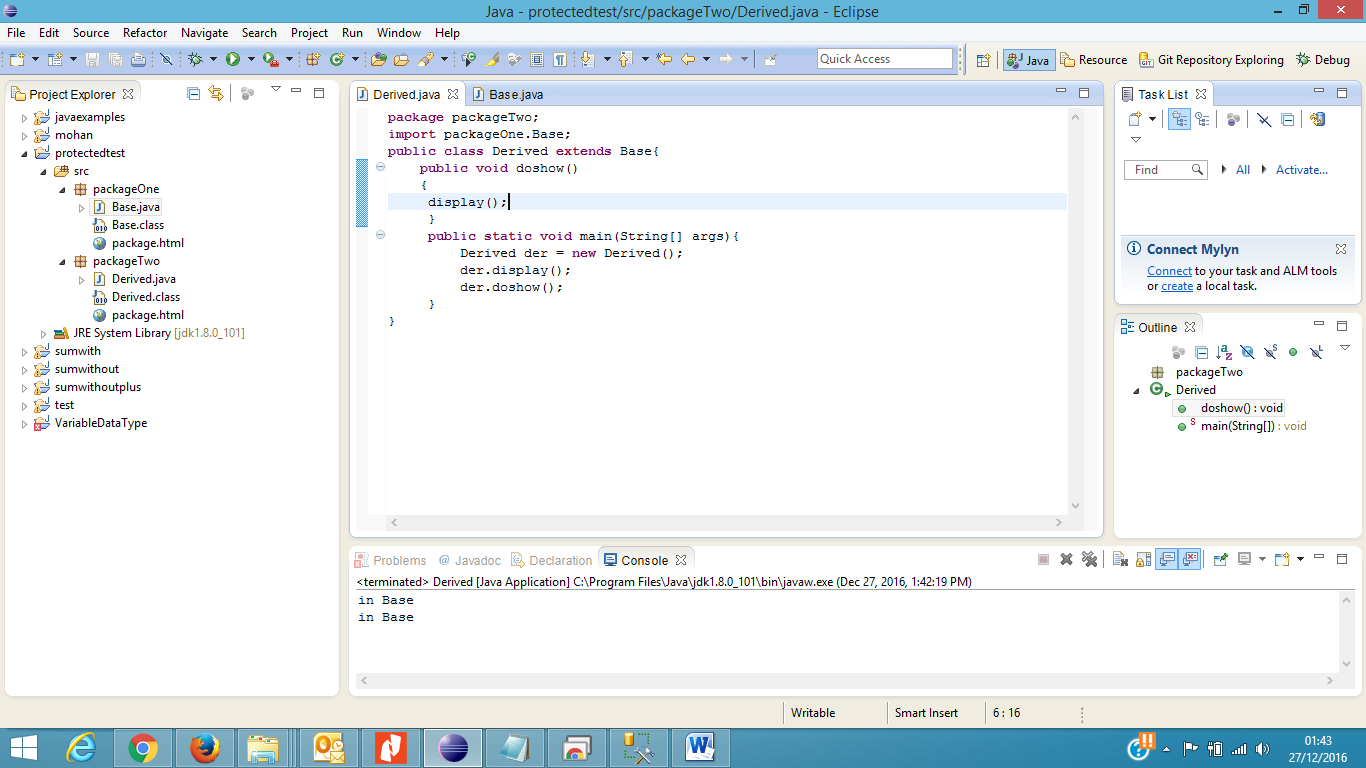 Java - protectedtest/src/packageTwo/Derived.java - Eclipse
File Edit Source Refactor Navigate Search Project Run Window Help
Quick Access
Java Resource Git Repository Exploring Debug
Project Explorer
javaexamples
mohan
protectedtest
src
packageOne
Base.java
Base.class
package.html
packageTwo
Derived.java
Derived.class
package.html
JRE System Library [jdk1.8.0_101]
sumwith
sumwithout
sumwithoutplus
test
VariableDataType
Derived.java Base.java
package packageTwo;
import packageOne.Base;
public class Derived extends Base{
public void doshow()
{
display();
}
public static void main(String[] args){
Derived der = new Derived();
der.display();
der.doshow();
}
}
Task List
Find All Activate...
Connect Mylyn
Connect to your task and ALM tools
or create a local task.
Outline
packageTwo
Derived
doshow() : void
main(String[]) : void
Problems @ Javadoc Declaration Console
<terminated> Derived [Java Application] C:\Program Files\Java\jdk1.8.0_101\bin\javaw.exe (Dec 27, 2016, 1:42:19 PM)
in Base
in Base
Writable Smart Insert 6 : 16
01:43
27/12/2016